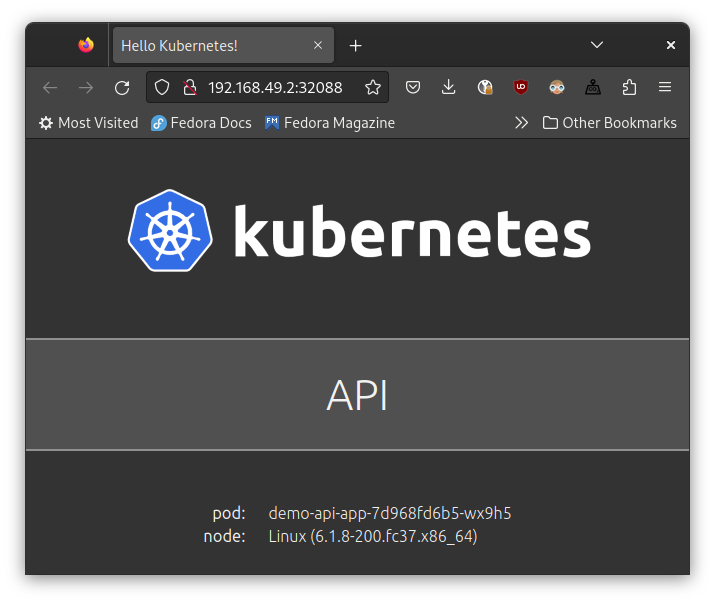 Hello Kubernetes!
192.168.49.2:32088
Most Visited Fedora Docs FM Fedora Magazine Other Bookmarks
kubernetes
API
pod: demo-api-app-7d968fd6b5-wx9h5
node: Linux (6.1.8-200.fc37.x86_64)